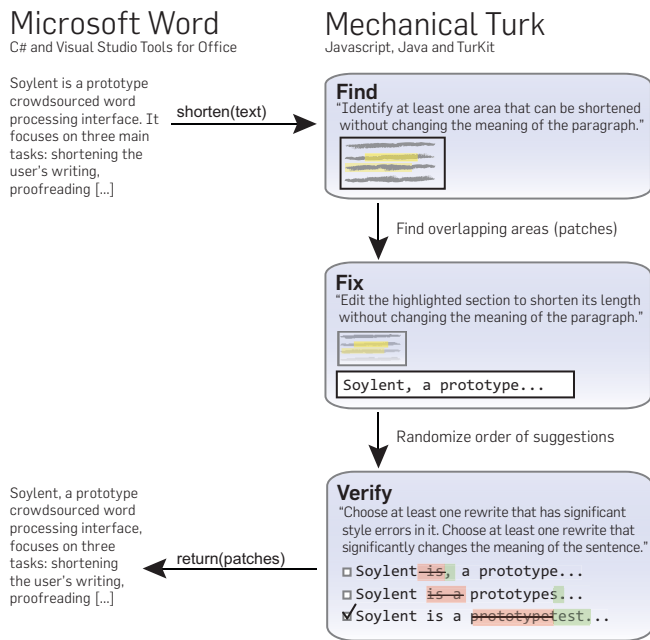 Microsoft Word
C# and Visual Studio Tools for Office
Mechanical Turk
Javascript, Java and TurKit
Soylent is a prototype
crowdsourced word
processing interface. It
focuses on three main
tasks: shortening the
user's writing,
proofreading [...]
shorten(text)
Find
“Identify at least one area that can be shortened
without changing the meaning of the paragraph.”
Find overlapping areas (patches)
Fix
“Edit the highlighted section to shorten its length
without changing the meaning of the paragraph.”
Soylent, a prototype...
Randomize order of suggestions
Verify
“Choose at least one rewrite that has significant
style errors in it. Choose at least one rewrite that
significantly changes the meaning of the sentence.”
Soylent is, a prototype...
Soylent is a prototypes...
Soylent is a prototypetest...
return(patches)
Soylent, a prototype
crowdsourced word
processing interface,
focuses on three
tasks: shortening
the user's writing,
proofreading [...]